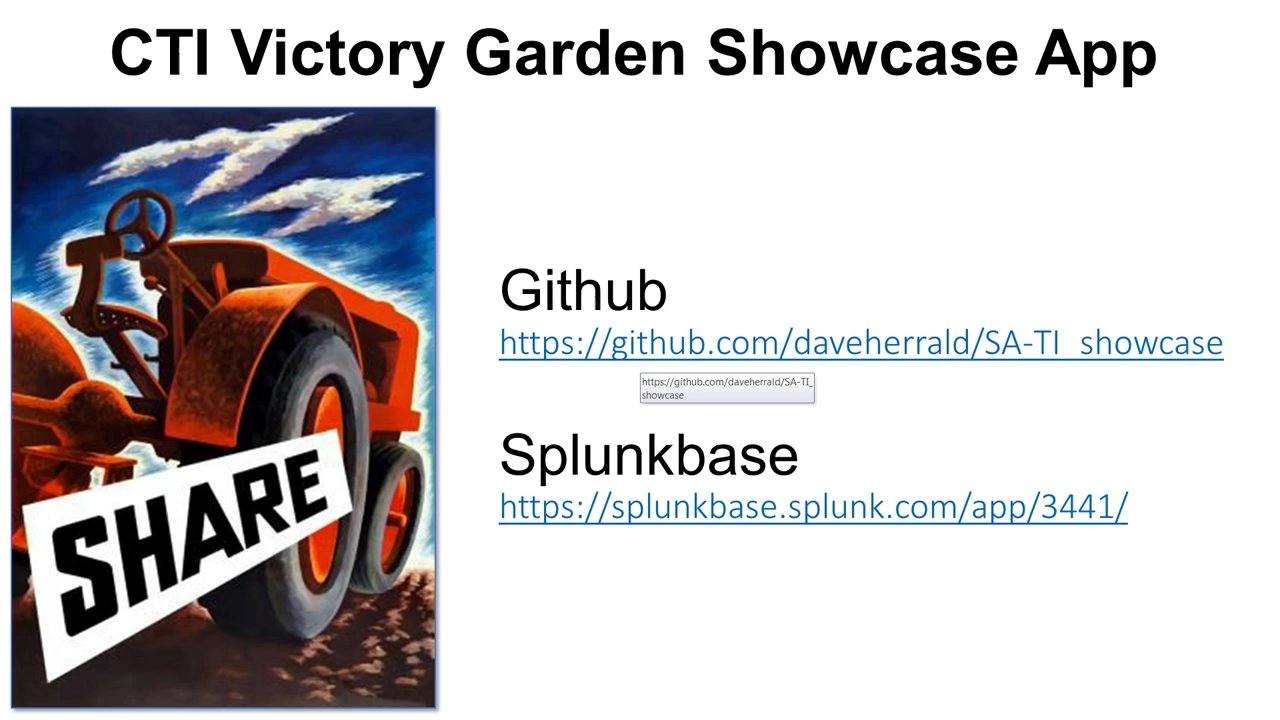 CTI Victory Garden Showcase App
SHARE
Github
https://github.com/daveherrald/SA-TI_showcase
https://github.com/daveherrald/SA-TI_
showcase
Splunkbase
https://splunkbase.splunk.com/app/3441/